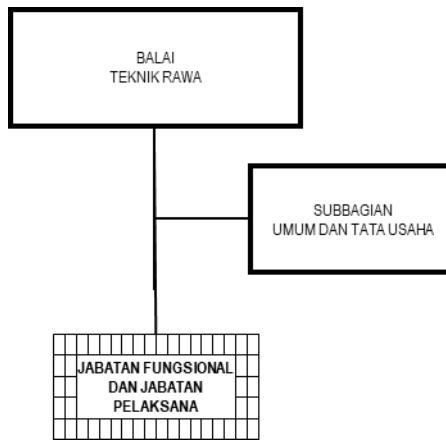 BALAI
TEKNIK RAWA
SUBBAGIAN
UMUM DAN TATA USAHA
JABATAN FUNGSIONAL
DAN JABATAN
PELAKSANA